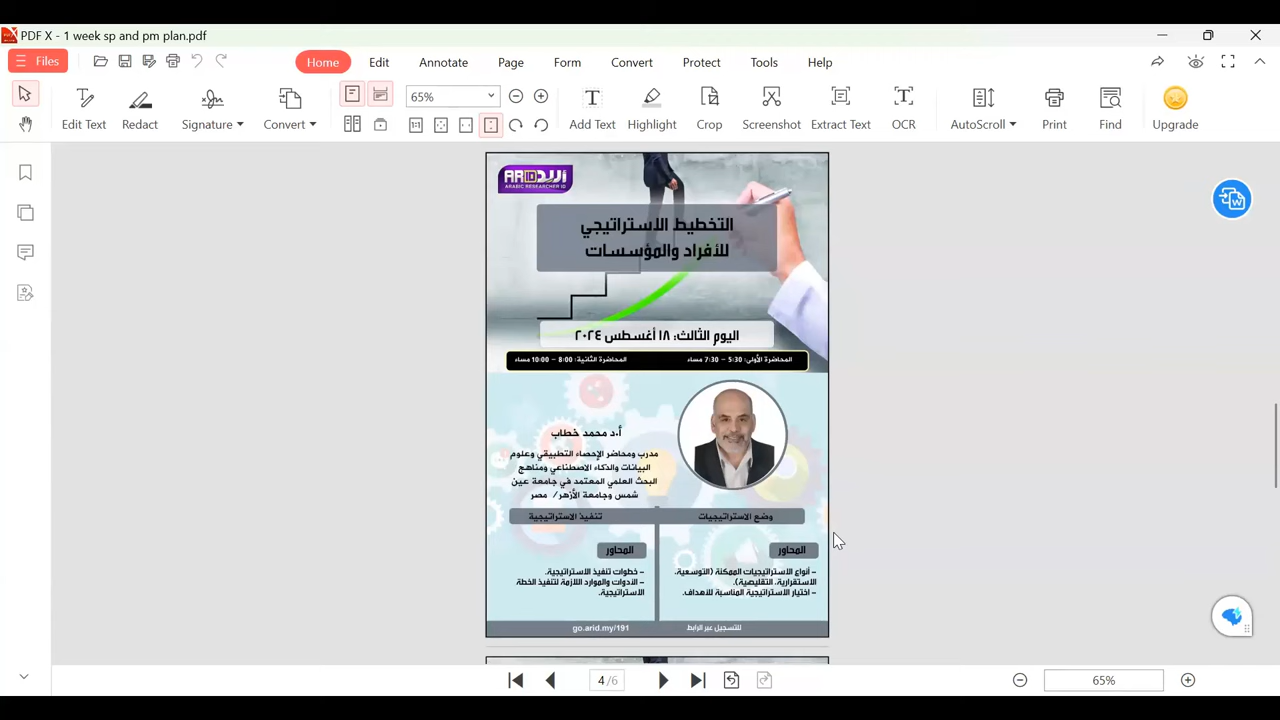 PDF X - 1 week sp and pm plan.pdf
Files
Home
Edit
Annotate
Page
Form
Convert
Protect
Tools
Help
Edit Text
Redact
Signature
Convert
65%
Add Text
Highlight
Crop
Screenshot
Extract Text
OCR
AutoScroll
Print
Find
Upgrade
ARID أريد
ARABIC RESEARCHER ID
التخطيط الاستراتيجي
للأفراد والمؤسسات
اليوم الثالث: ١٨ أغسطس ٢٠٢٤
المحاضرة الأولى: 5:30 – 7:30 مساء
المحاضرة الثانية: 8:00 – 10:00 مساء
أ.د محمد خطاب
مدرب ومحاضر الإحصاء التطبيقي وعلوم
البيانات والذكاء الاصطناعي ومناهج
البحث العلمي المعتمد في جامعة عين
شمس وجامعة الأزهر/ مصر
وضع الاستراتيجيات
المحاور
– أنواع الاستراتيجيات الممكنة (التوسعية،
الاستقرارية، التقليصية).
– اختيار الاستراتيجية المناسبة للأهداف.
تنفيذ الاستراتيجية
المحاور
– خطوات تنفيذ الاستراتيجية.
– الأدوات والموارد اللازمة لتنفيذ الخطة
الاستراتيجية.
للتسجيل عبر الرابط
go.arid.my/191
4 /6
65%